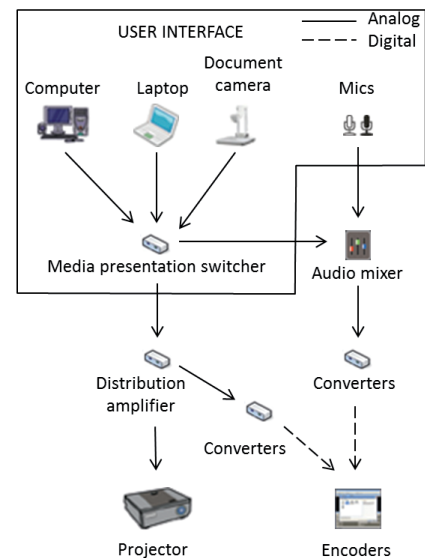 USER INTERFACE
Analog
Digital
Computer
Laptop
Document
camera
Mics
Media presentation switcher
Audio mixer
Distribution
amplifier
Converters
Converters
Projector
Encoders